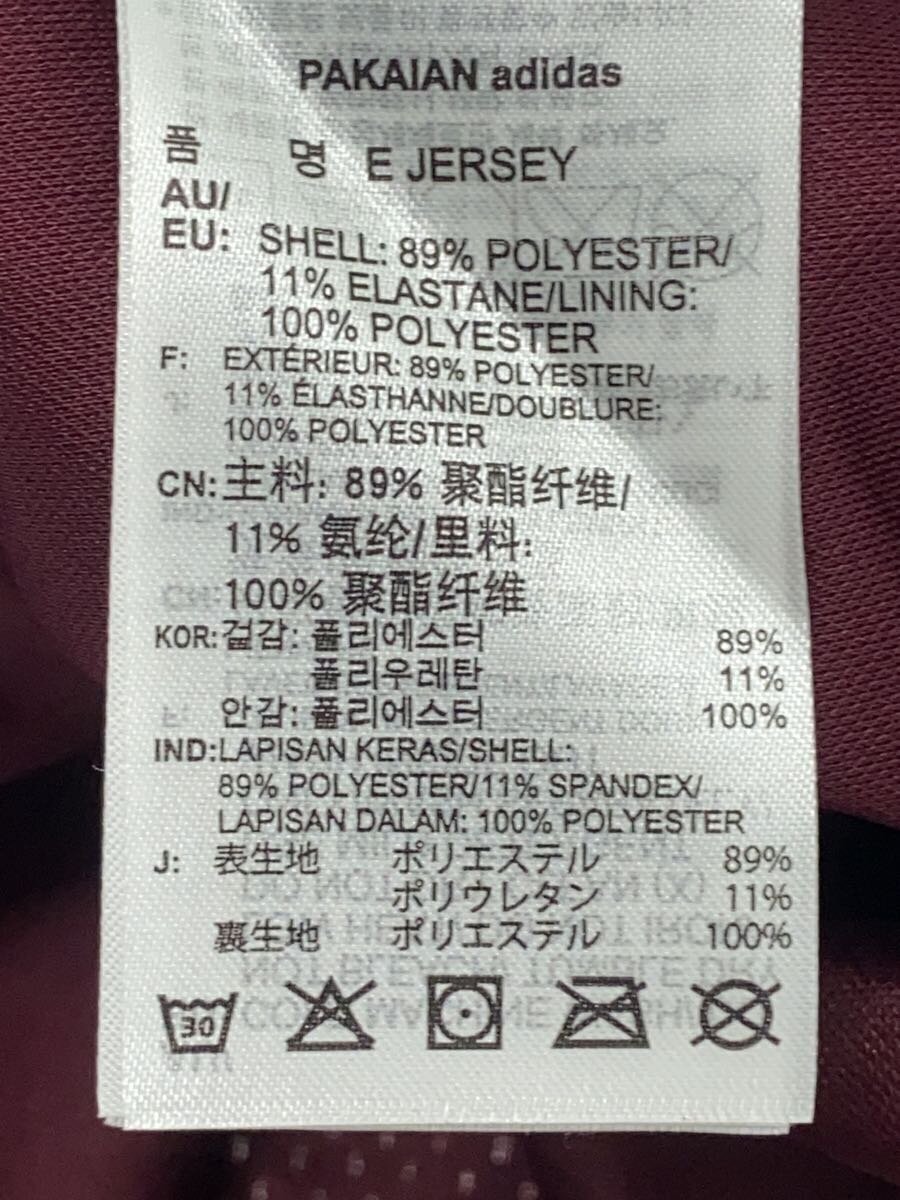 PAKAIAN adidas
품 명 E JERSEY
AU/
EU: SHELL: 89% POLYESTER/
11% ELASTANE/LINING:
100% POLYESTER
F: EXTÉRIEUR: 89% POLYESTER/
11% ÉLASTHANNE/DOUBLURE:
100% POLYESTER
CN: 主料: 89% 聚酯纤维/
11% 氨纶/里料:
100% 聚酯纤维
KOR: 겉감: 폴리에스터 89%
폴리우레탄 11%
안감: 폴리에스터 100%
IND: LAPISAN KERAS/SHELL:
89% POLYESTER/11% SPANDEX/
LAPISAN DALAM: 100% POLYESTER
J: 表生地 ポリエステル 89%
ポリウレタン 11%
裏生地 ポリエステル 100%
30